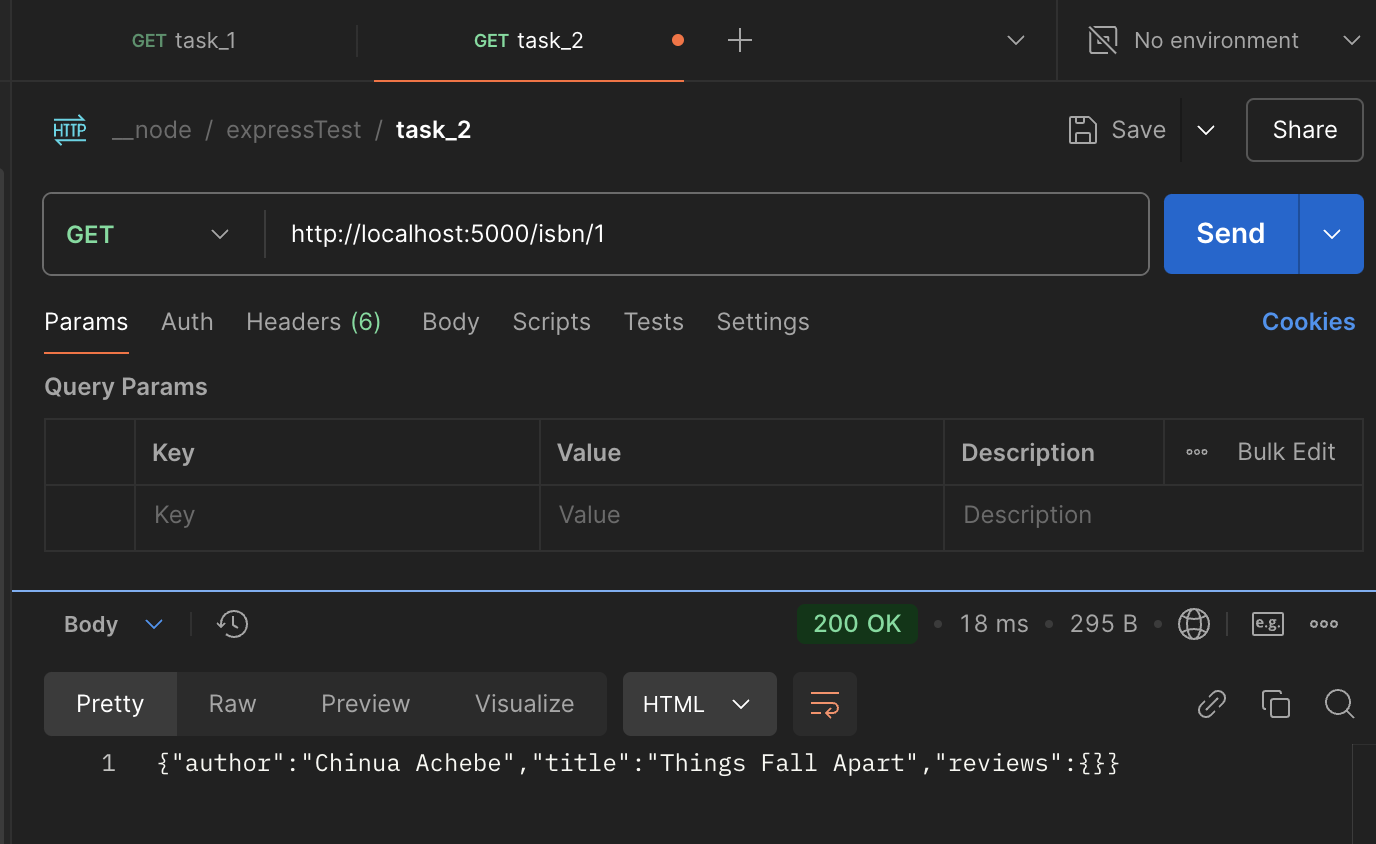 GET task_1 GET task_2 No environment
HTTP __node / expressTest / task_2 Save Share
GET http://localhost:5000/isbn/1 Send
Params Auth Headers (6) Body Scripts Tests Settings Cookies
Query Params
Key Value Description Bulk Edit
Key Value Description
Body 200 OK 18 ms 295 B e.g.
Pretty Raw Preview Visualize HTML
1 {"author":"Chinua Achebe","title":"Things Fall Apart","reviews":{}}